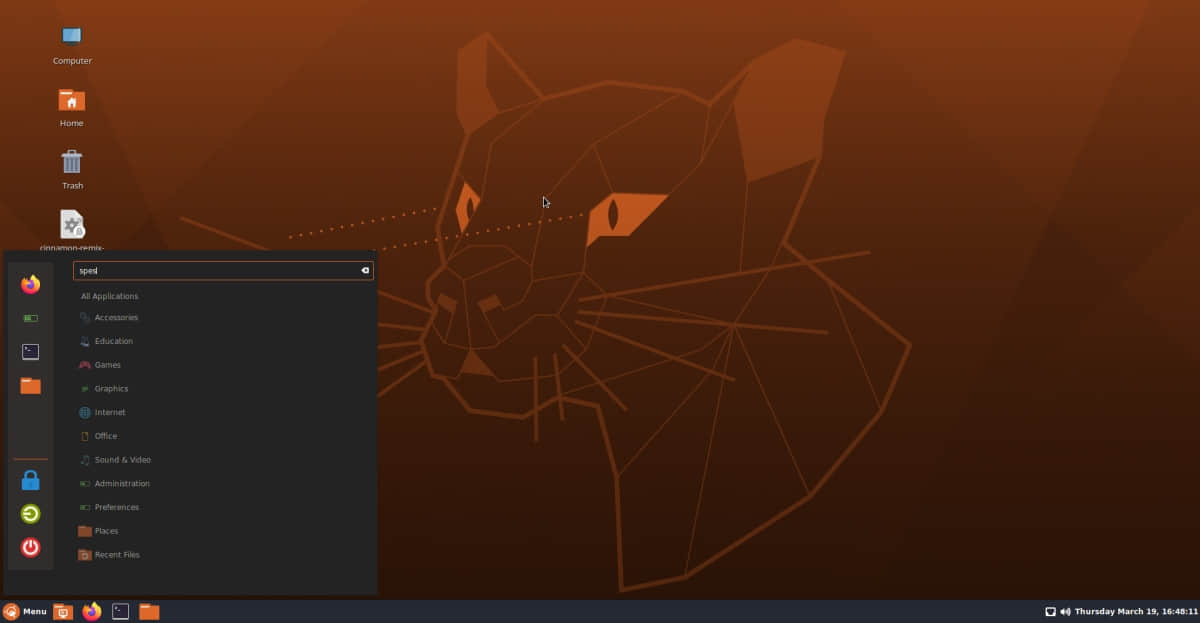 Computer
Home
Trash
cinnamon-remix-
spes
All Applications
Accessories
Education
Games
Graphics
Internet
Office
Sound & Video
Administration
Preferences
Places
Recent Files
Menu
Thursday March 19, 16:48:11